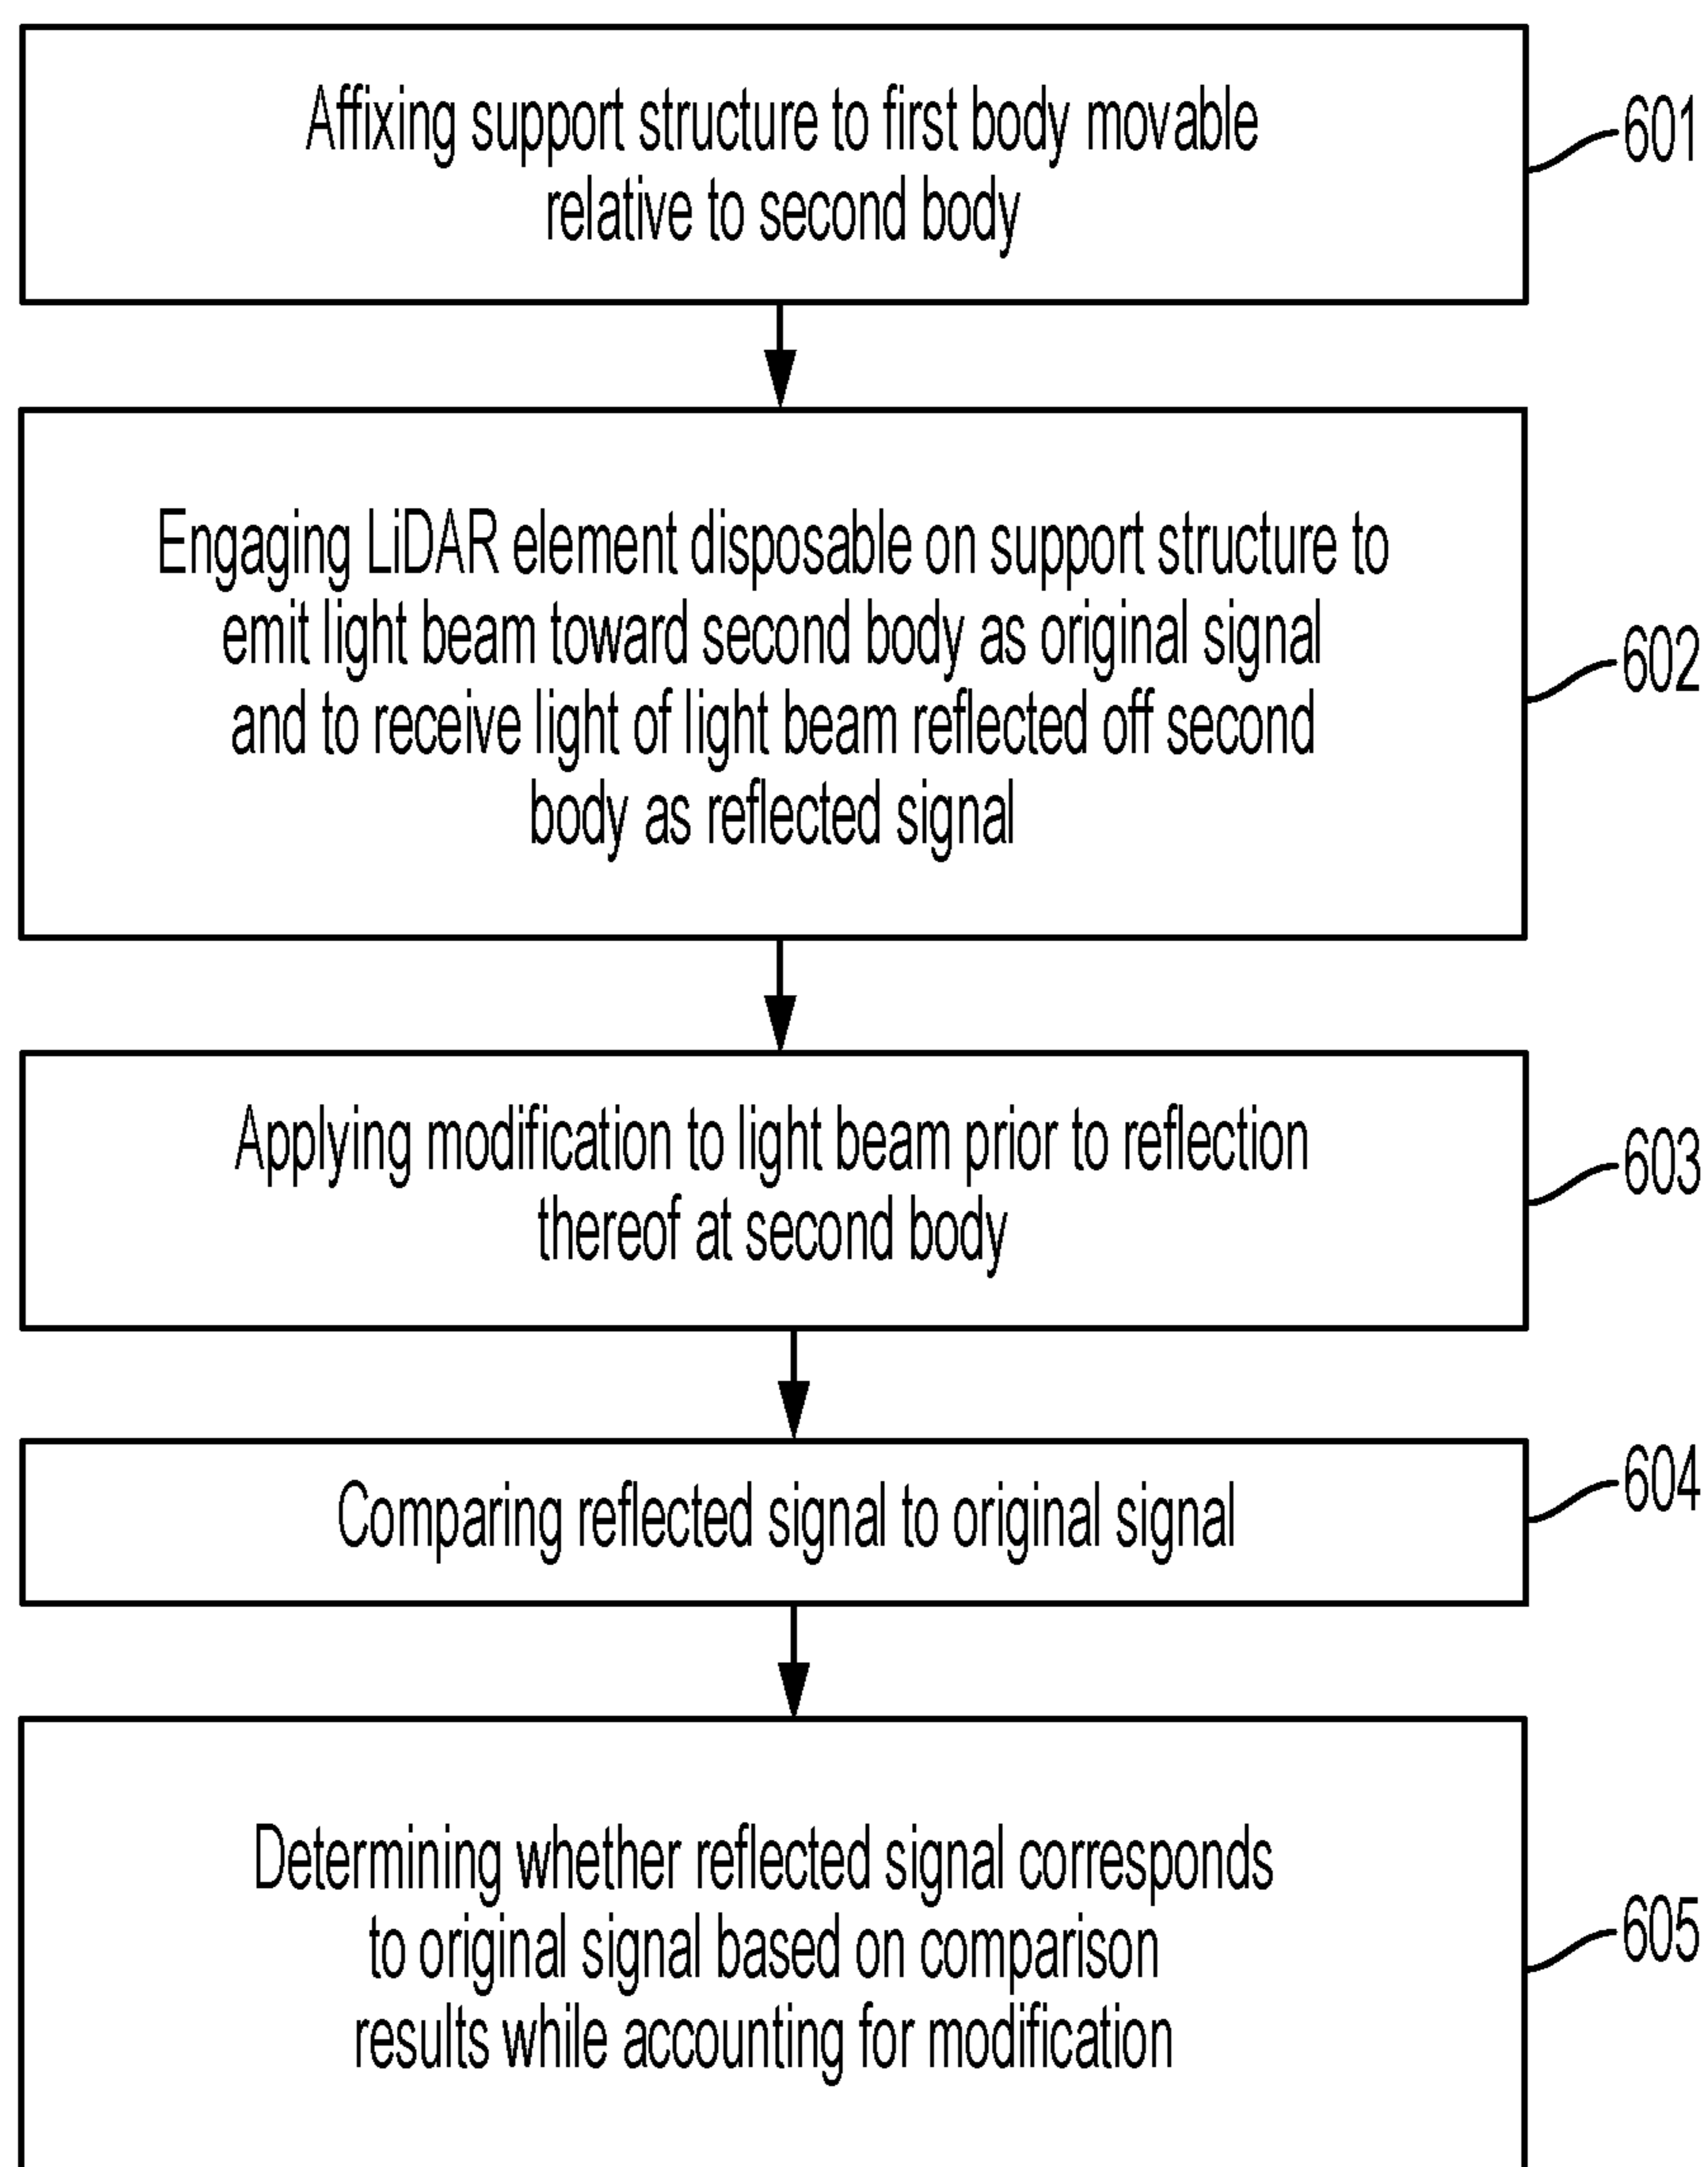 Affixing support structure to first body movable
relative to second body
601
Engaging LiDAR element disposable on support structure to
emit light beam toward second body as original signal
and to receive light of light beam reflected off second
body as reflected signal
602
Applying modification to light beam prior to reflection
thereof at second body
603
Comparing reflected signal to original signal
604
Determining whether reflected signal corresponds
to original signal based on comparison
results while accounting for modification
605